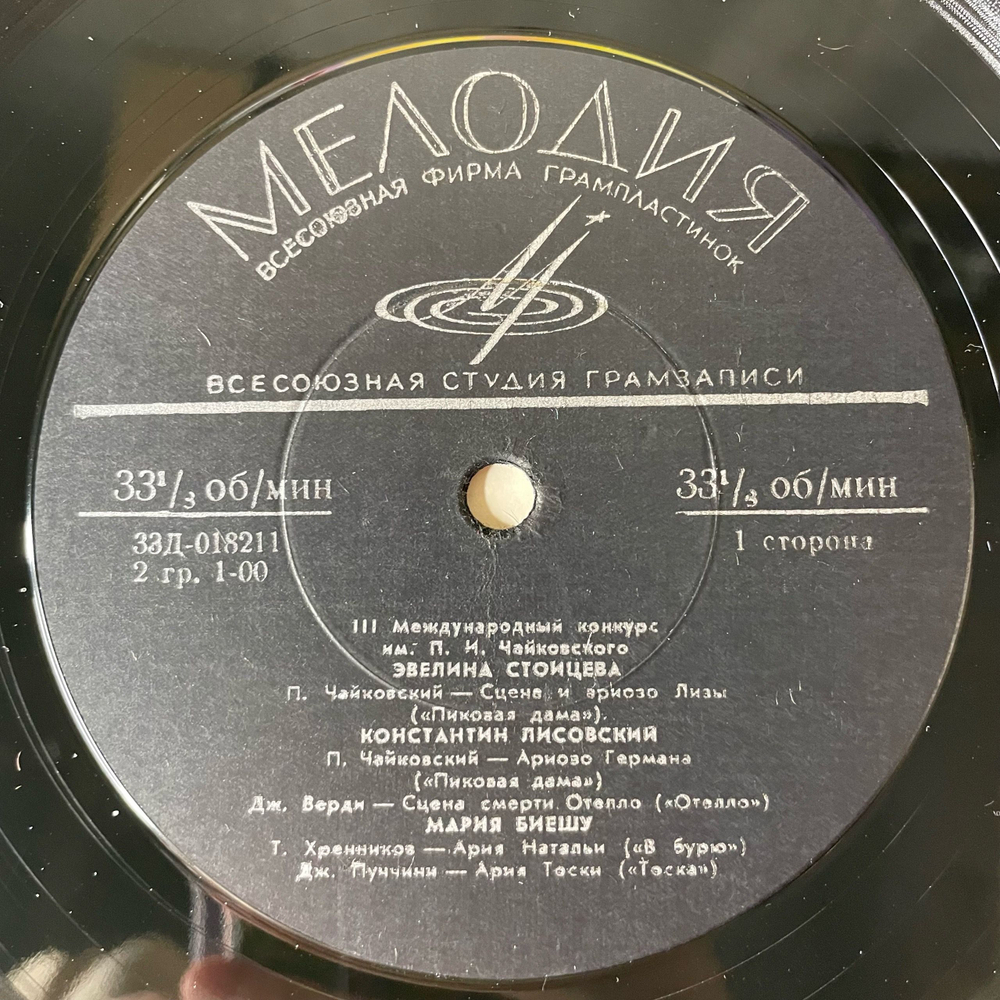 МЕЛОДИЯ
ВСЕСОЮЗНАЯ ФИРМА ГРАМПЛАСТИНОК
ВСЕСОЮЗНАЯ СТУДИЯ ГРАМЗАПИСИ
33¹/₃ об/мин 33¹/₃ об/мин
33Д-018211 1 сторона
2 гр. 1-00
III Международный конкурс
им. П. И. Чайковского
ЭВЕЛИНА СТОИЦЕВА
П. Чайковский — Сцена и ариозо Лизы
(«Пиковая дама»).
КОНСТАНТИН ЛИСОВСКИЙ
П. Чайковский — Ариозо Германа
(«Пиковая дама»)
Дж. Верди — Сцена смерти Отелло («Отелло»)
МАРИЯ БИЕШУ
Т. Хренников — Ария Натальи («В бурю»)
Дж. Пуччини — Ария Тоски («Тоска»)